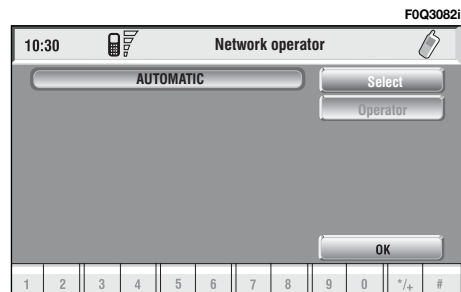 F0Q3082i
10:30 Network operator
AUTOMATIC Select
Operator
OK
1 2 3 4 5 6 7 8 9 0 */+ #